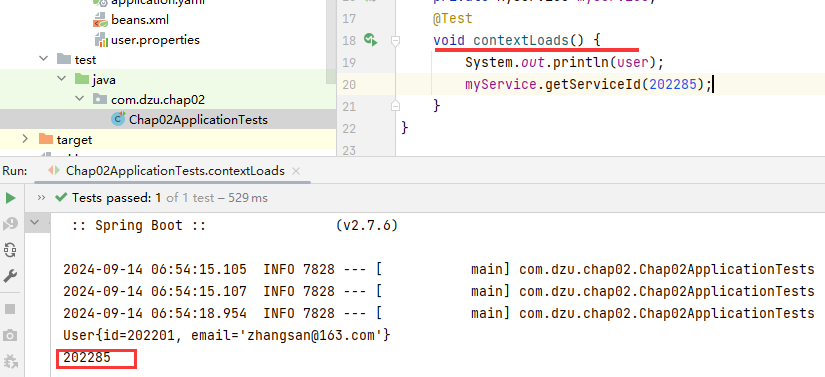 application.yaml
beans.xml
user.properties
test
java
com.dzu.chap02
Chap02ApplicationTests
target
17 @Test
18 void contextLoads() {
19 System.out.println(user);
20 myService.getServiceId(202285);
21 }
22 }
23
Run: Chap02ApplicationTests.contextLoads
Tests passed: 1 of 1 test – 529 ms
:: Spring Boot :: (v2.7.6)
2024-09-14 06:54:15.105 INFO 7828 --- [ main] com.dzu.chap02.Chap02ApplicationTests
2024-09-14 06:54:15.107 INFO 7828 --- [ main] com.dzu.chap02.Chap02ApplicationTests
2024-09-14 06:54:18.954 INFO 7828 --- [ main] com.dzu.chap02.Chap02ApplicationTests
User{id=202201, email='zhangsan@163.com'}
202285